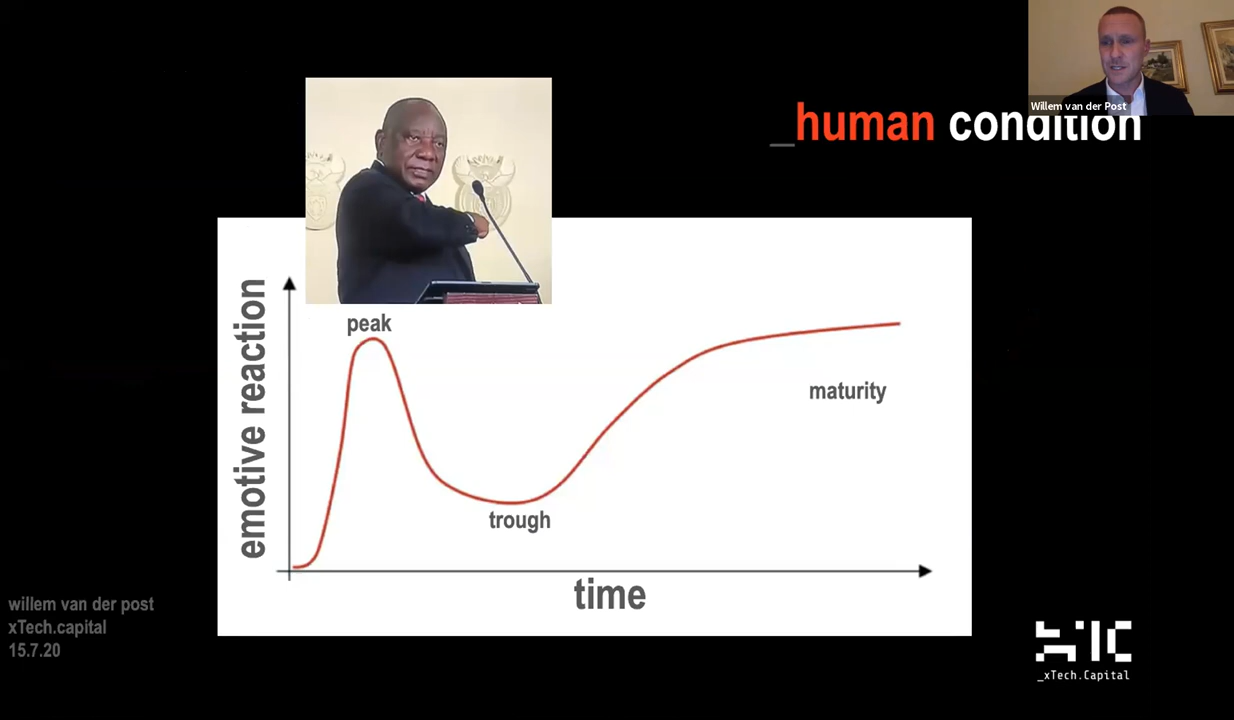 Willem van der Post
_human condition
emotive reaction
peak
trough
maturity
time
willem van der post
xTech.capital
15.7.20
_xTech.Capital